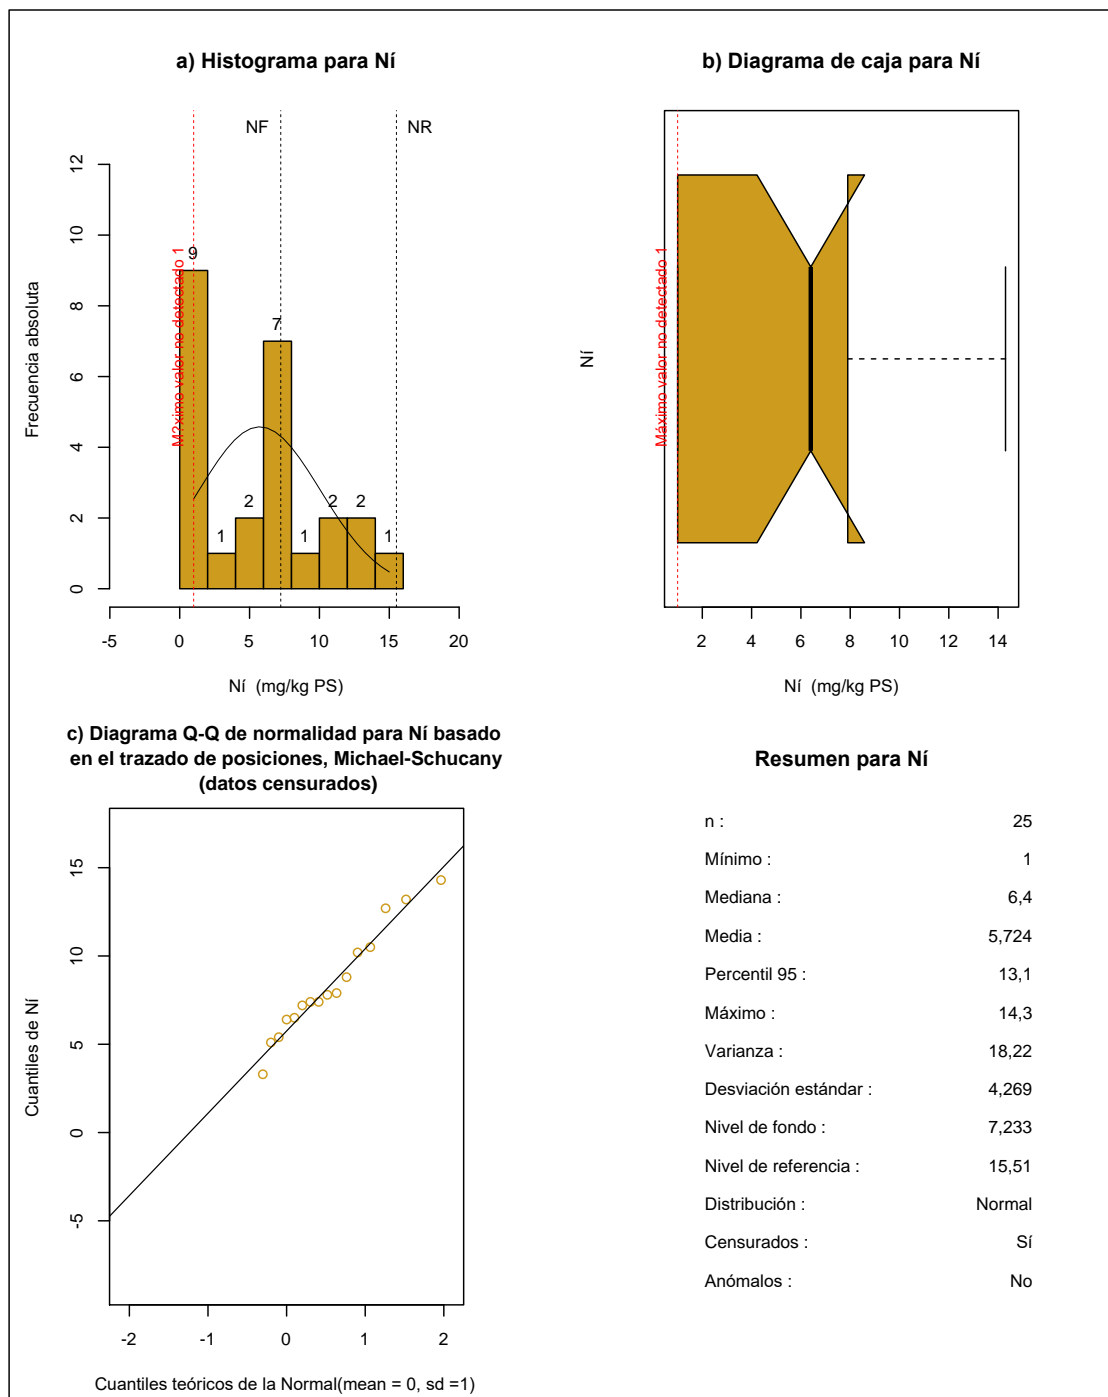 a) Histograma para Ní
NF
NR
Máximo valor no detectado 1
M?ximo valor no detectado 1
9
1
2
7
1
2
2
1
Frecuencia absoluta
0
2
4
6
8
10
12
-5
0
5
10
15
20
Ní (mg/kg PS)
b) Diagrama de caja para Ní
Ní
2
4
6
8
10
12
14
Ní (mg/kg PS)
c) Diagrama Q-Q de normalidad para Ní basado
en el trazado de posiciones, Michael-Schucany
(datos censurados)
Cuantiles de Ní
-5
0
5
10
15
-2
-1
0
1
2
Cuantiles teóricos de la Normal(mean = 0, sd =1)
Resumen para Ní
n : 25
Mínimo : 1
Mediana : 6,4
Media : 5,724
Percentil 95 : 13,1
Máximo : 14,3
Varianza : 18,22
Desviación estándar : 4,269
Nivel de fondo : 7,233
Nivel de referencia : 15,51
Distribución : Normal
Censurados : Sí
Anómalos : No